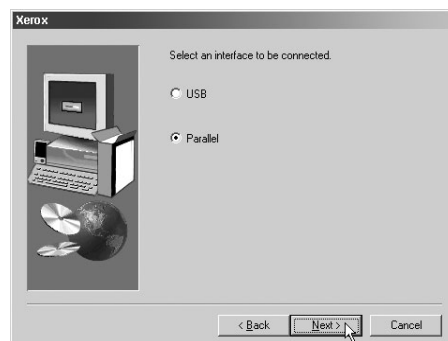 Xerox
Select an interface to be connected.
USB
Parallel
< Back Next > Cancel